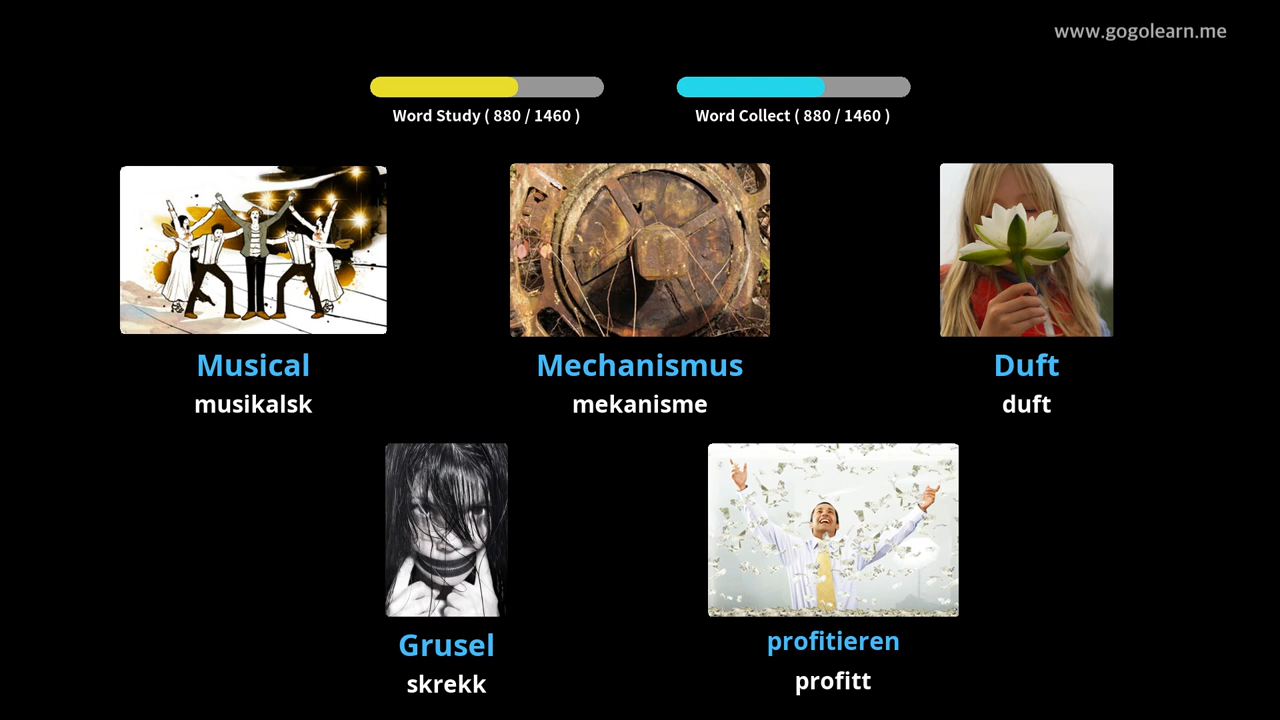 www.gogolearn.me
Word Study ( 880 / 1460 )
Word Collect ( 880 / 1460 )
Musical
musikalsk
Mechanismus
mekanisme
Duft
duft
Grusel
skrekk
profitieren
profitt